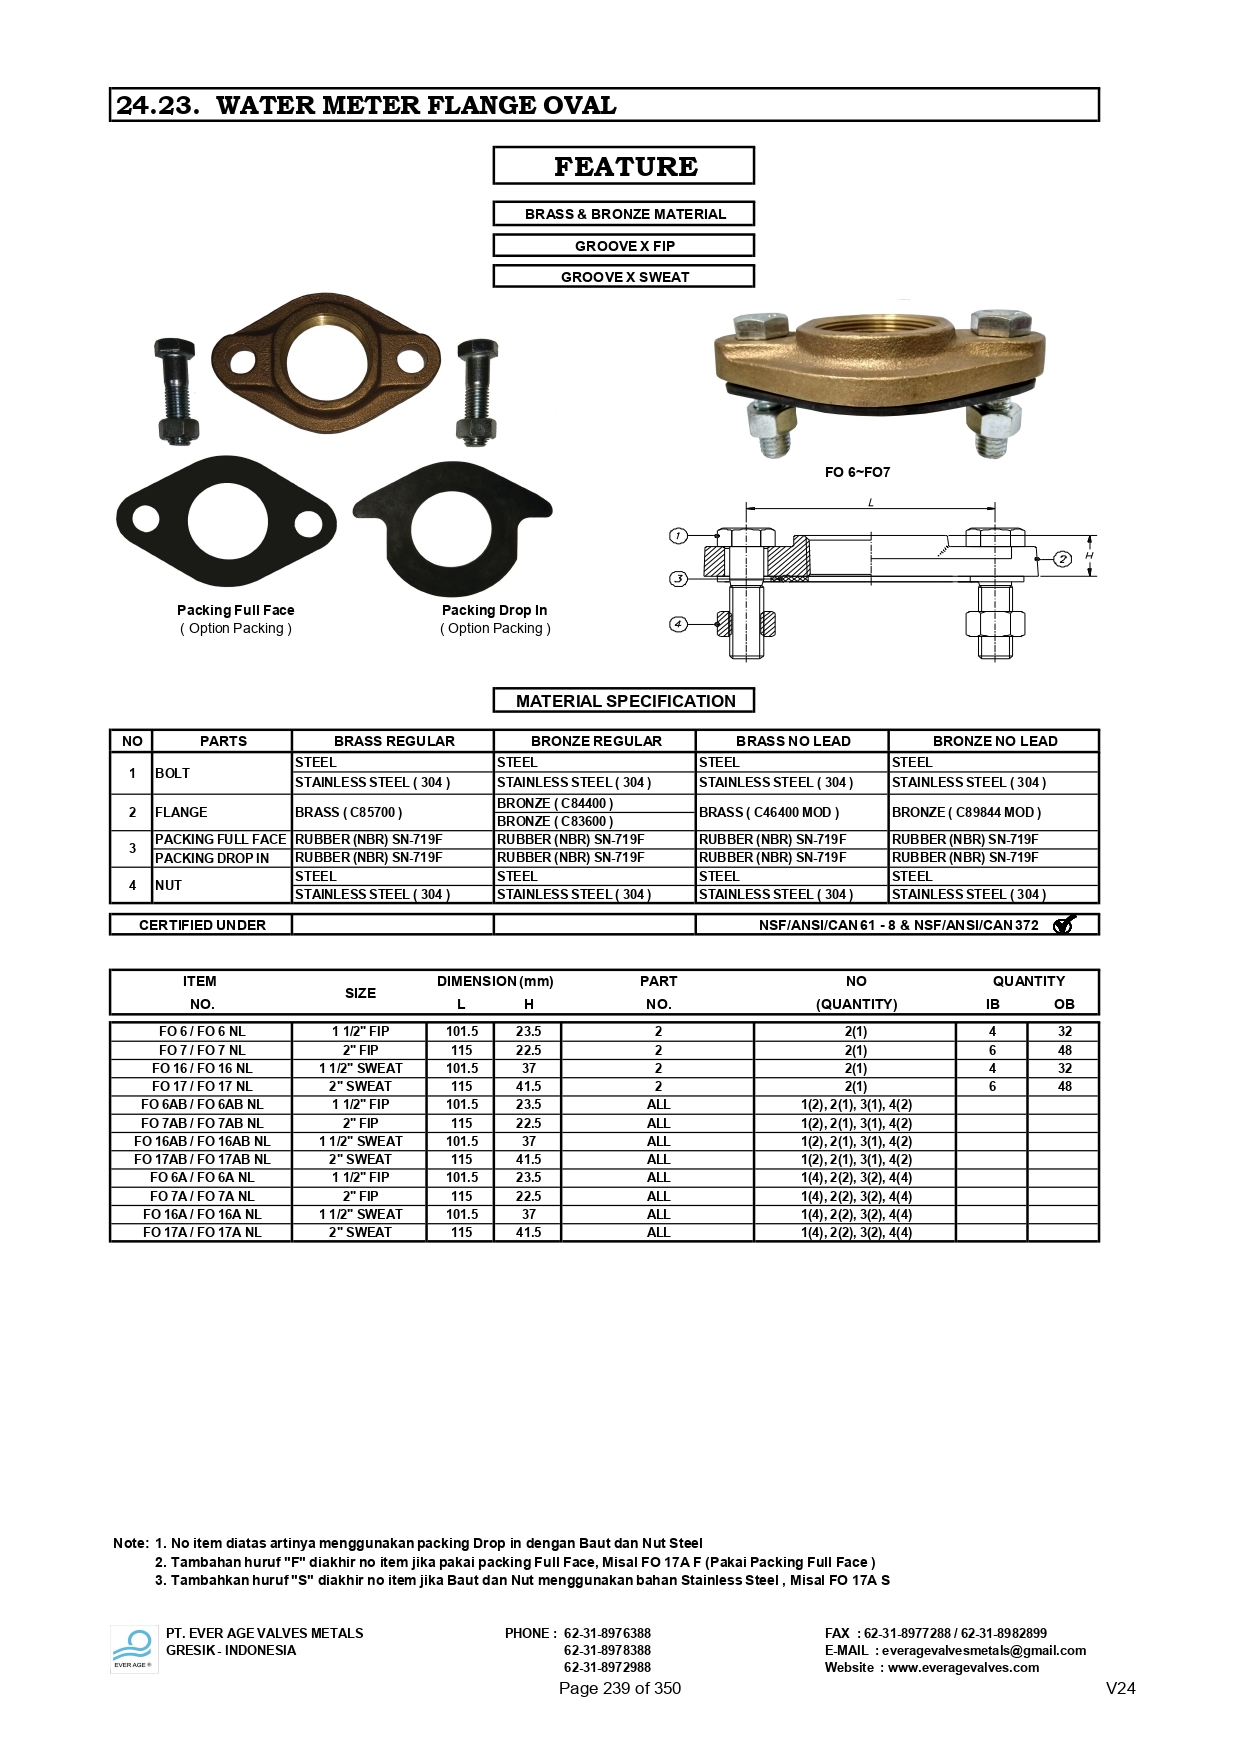 24.23. WATER METER FLANGE OVAL
FEATURE
BRASS & BRONZE MATERIAL
GROOVE X FIP
GROOVE X SWEAT
FO 6~FO7
L
1
H
2
3
4
Packing Full Face
( Option Packing )
Packing Drop In
( Option Packing )
MATERIAL SPECIFICATION
NO PARTS BRASS REGULAR BRONZE REGULAR BRASS NO LEAD BRONZE NO LEAD
1 BOLT STEEL STEEL STEEL STEEL
STAINLESS STEEL ( 304 ) STAINLESS STEEL ( 304 ) STAINLESS STEEL ( 304 ) STAINLESS STEEL ( 304 )
2 FLANGE BRASS ( C85700 ) BRONZE ( C84400 ) BRASS ( C46400 MOD ) BRONZE ( C89844 MOD )
BRONZE ( C83600 )
3 PACKING FULL FACE RUBBER (NBR) SN-719F RUBBER (NBR) SN-719F RUBBER (NBR) SN-719F RUBBER (NBR) SN-719F
PACKING DROP IN RUBBER (NBR) SN-719F RUBBER (NBR) SN-719F RUBBER (NBR) SN-719F RUBBER (NBR) SN-719F
4 NUT STEEL STEEL STEEL STEEL
STAINLESS STEEL ( 304 ) STAINLESS STEEL ( 304 ) STAINLESS STEEL ( 304 ) STAINLESS STEEL ( 304 )
CERTIFIED UNDER NSF/ANSI/CAN 61 - 8 & NSF/ANSI/CAN 372
ITEM SIZE DIMENSION (mm) PART NO QUANTITY
NO. L H NO. (QUANTITY) IB OB
FO 6 / FO 6 NL 1 1/2" FIP 101.5 23.5 2 2(1) 4 32
FO 7 / FO 7 NL 2" FIP 115 22.5 2 2(1) 6 48
FO 16 / FO 16 NL 1 1/2" SWEAT 101.5 37 2 2(1) 4 32
FO 17 / FO 17 NL 2" SWEAT 115 41.5 2 2(1) 6 48
FO 6AB / FO 6AB NL 1 1/2" FIP 101.5 23.5 ALL 1(2), 2(1), 3(1), 4(2)
FO 7AB / FO 7AB NL 2" FIP 115 22.5 ALL 1(2), 2(1), 3(1), 4(2)
FO 16AB / FO 16AB NL 1 1/2" SWEAT 101.5 37 ALL 1(2), 2(1), 3(1), 4(2)
FO 17AB / FO 17AB NL 2" SWEAT 115 41.5 ALL 1(2), 2(1), 3(1), 4(2)
FO 6A / FO 6A NL 1 1/2" FIP 101.5 23.5 ALL 1(4), 2(2), 3(2), 4(4)
FO 7A / FO 7A NL 2" FIP 115 22.5 ALL 1(4), 2(2), 3(2), 4(4)
FO 16A / FO 16A NL 1 1/2" SWEAT 101.5 37 ALL 1(4), 2(2), 3(2), 4(4)
FO 17A / FO 17A NL 2" SWEAT 115 41.5 ALL 1(4), 2(2), 3(2), 4(4)
Note: 1. No item diatas artinya menggunakan packing Drop in dengan Baut dan Nut Steel
2. Tambahan huruf "F" diakhir no item jika pakai packing Full Face, Misal FO 17A F (Pakai Packing Full Face )
3. Tambahkan huruf "S" diakhir no item jika Baut dan Nut menggunakan bahan Stainless Steel , Misal FO 17A S
EVER AGE ®
PT. EVER AGE VALVES METALS PHONE : 62-31-8976388 FAX : 62-31-8977288 / 62-31-8982899
GRESIK - INDONESIA 62-31-8978388 E-MAIL : everagevalvesmetals@gmail.com
62-31-8972988 Website : www.everagevalves.com
Page 239 of 350 V24